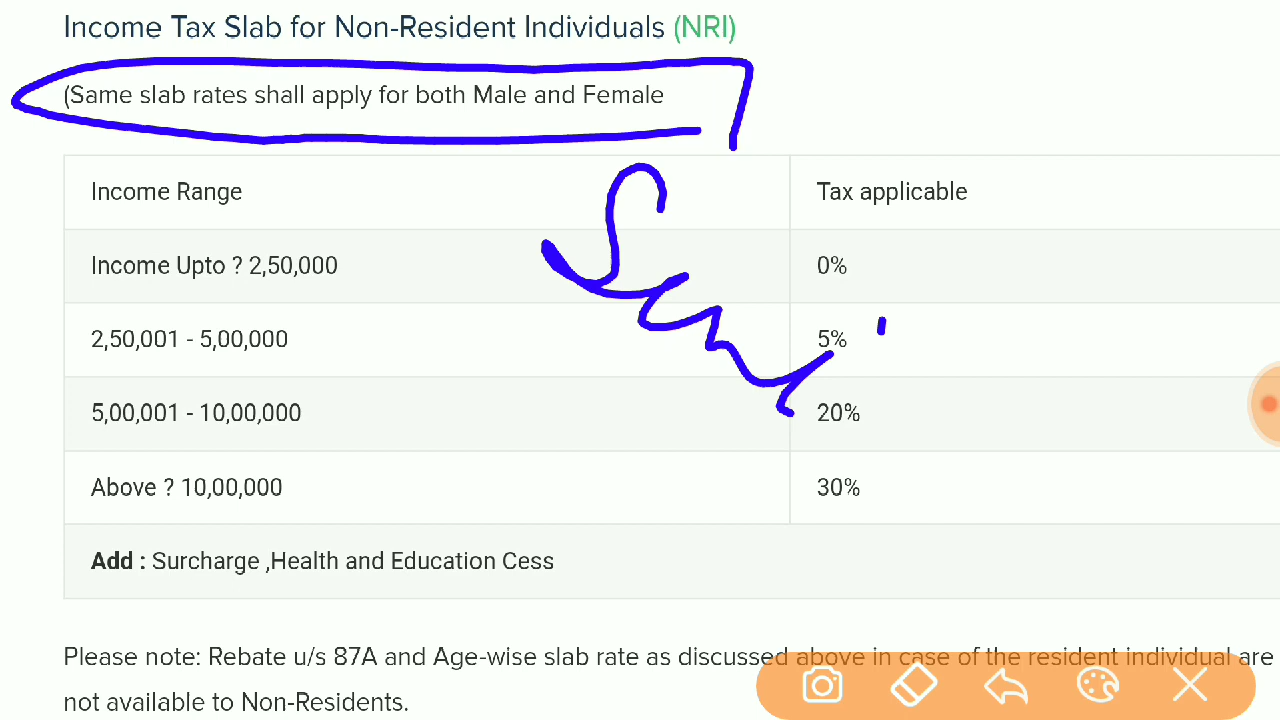 Income Tax Slab for Non-Resident Individuals (NRI)
(Same slab rates shall apply for both Male and Female
Income Range Tax applicable
Income Upto ? 2,50,000 0%
2,50,001 - 5,00,000 5%
5,00,001 - 10,00,000 20%
Above ? 10,00,000 30%
Add : Surcharge ,Health and Education Cess
Please note: Rebate u/s 87A and Age-wise slab rate as discussed above in case of the resident individual are
not available to Non-Residents.